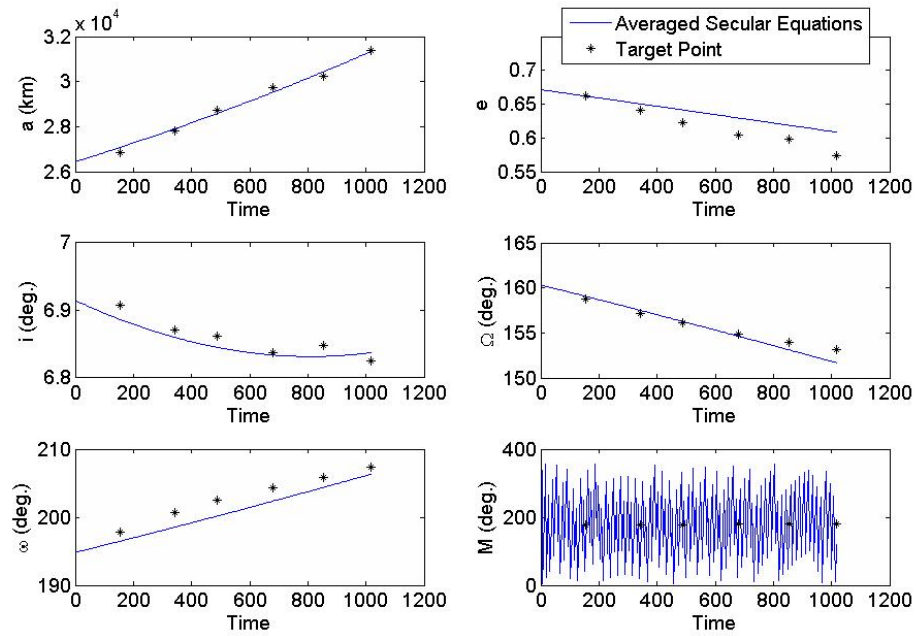 x 10⁴
3.2
3.0
2.8
2.6
a (km)
0 200 400 600 800 1000 1200
Time
Averaged Secular Equations
Target Point
0.7
0.65
0.6
0.55
e
0 200 400 600 800 1000 1200
Time
7
6.9
6.8
i (deg.)
0 200 400 600 800 1000 1200
Time
165
160
155
150
Ω (deg.)
0 200 400 600 800 1000 1200
Time
210
200
190
ω (deg.)
0 200 400 600 800 1000 1200
Time
400
200
0
M (deg.)
0 200 400 600 800 1000 1200
Time